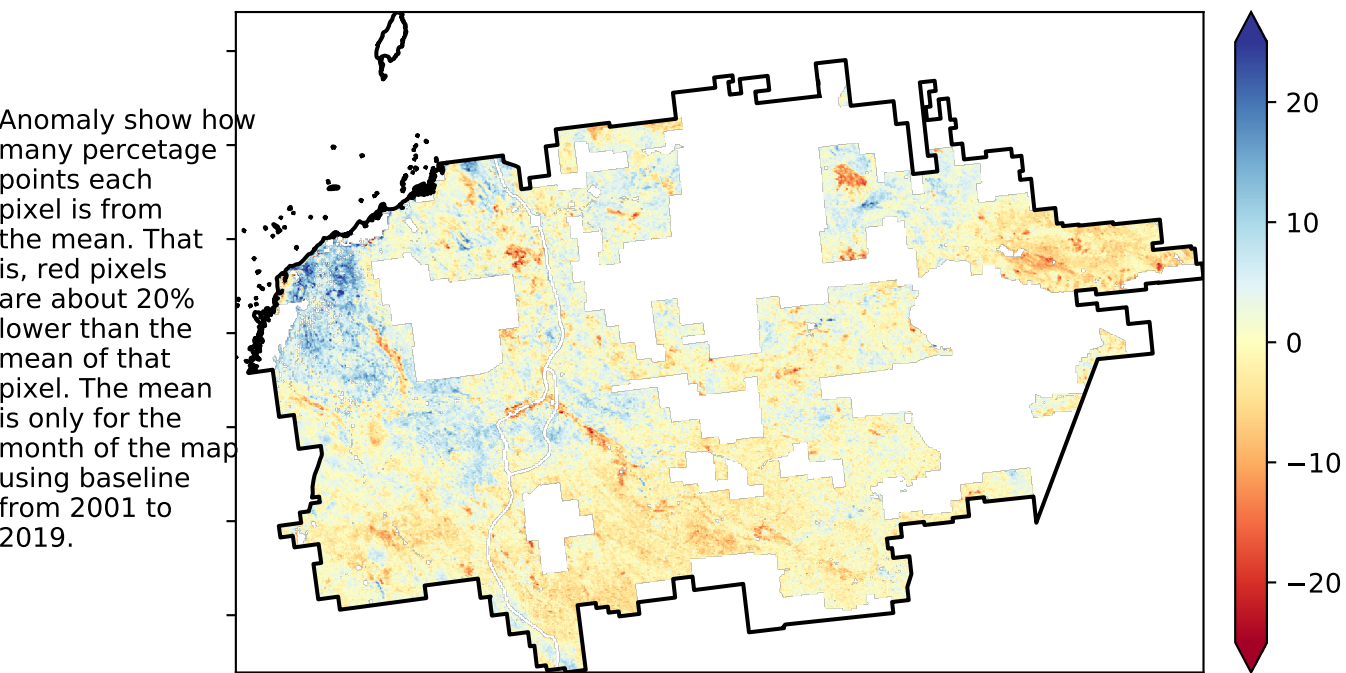 Anomaly show how
many percetage
points each
pixel is from
the mean. That
is, red pixels
are about 20%
lower than the
mean of that
pixel. The mean
is only for the
month of the map
using baseline
from 2001 to
2019.
20
10
0
−10
−20